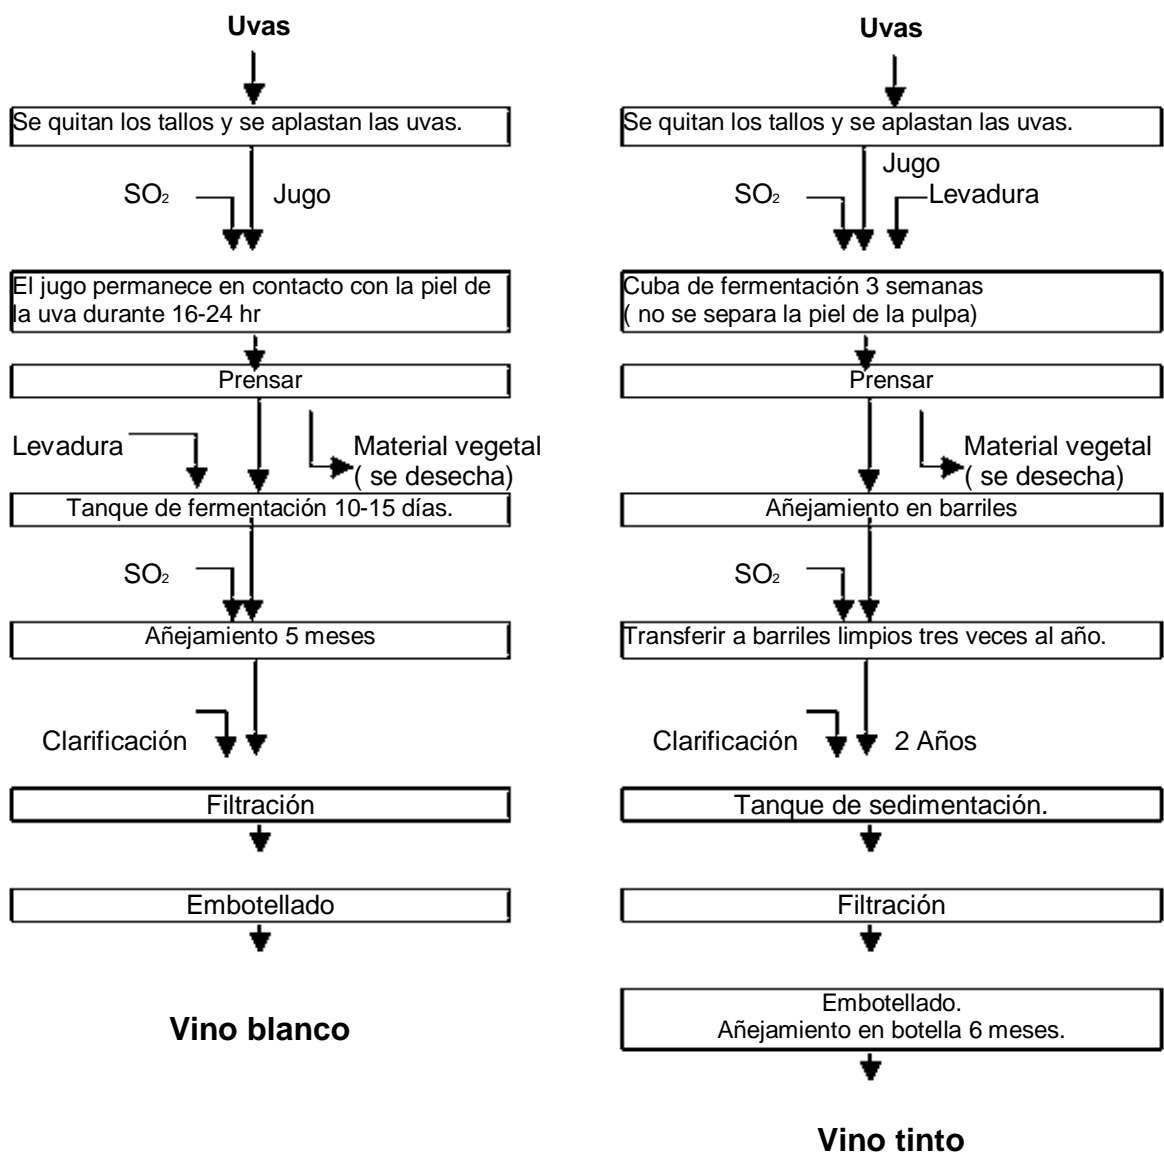 Uvas
Se quitan los tallos y se aplastan las uvas.
SO₂
Jugo
El jugo permanece en contacto con la piel de
la uva durante 16-24 hr
Prensar
Levadura
Material vegetal
( se desecha)
Tanque de fermentación 10-15 días.
SO₂
Añejamiento 5 meses
Clarificación
Filtración
Embotellado
Vino blanco
Uvas
Se quitan los tallos y se aplastan las uvas.
Jugo
SO₂
Levadura
Cuba de fermentación 3 semanas
( no se separa la piel de la pulpa)
Prensar
Material vegetal
( se desecha)
Añejamiento en barriles
SO₂
Transferir a barriles limpios tres veces al año.
Clarificación
2 Años
Tanque de sedimentación.
Filtración
Embotellado.
Añejamiento en botella 6 meses.
Vino tinto